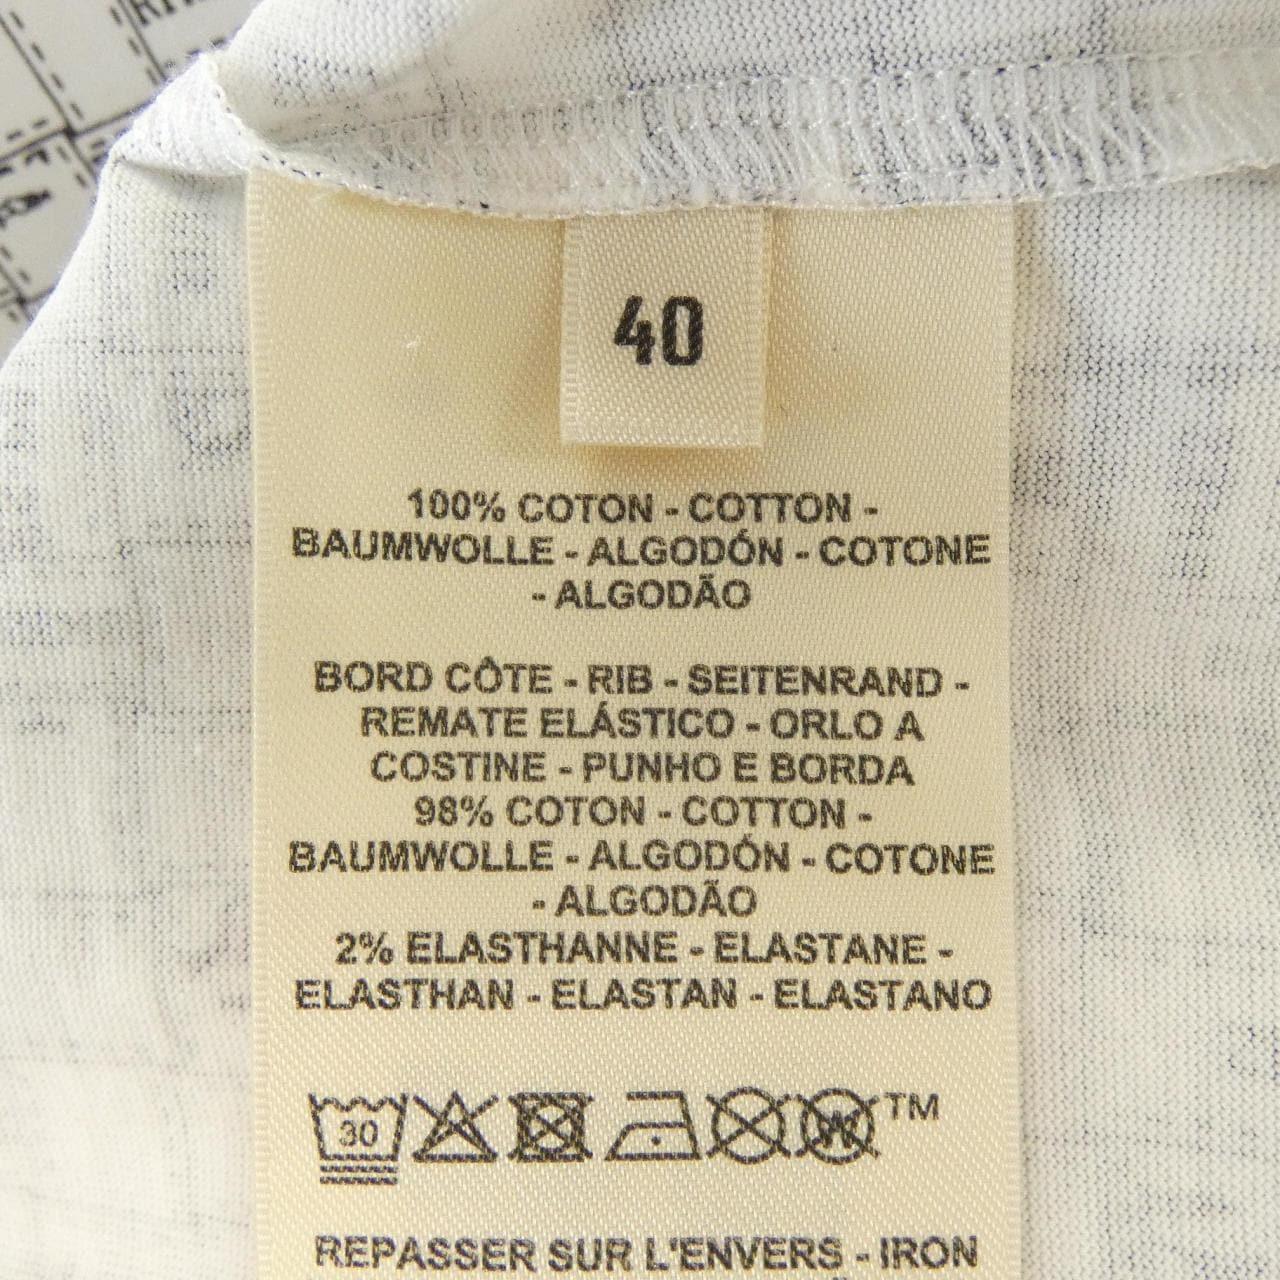 40
100% COTON - COTTON -
BAUMWOLLE - ALGODÓN - COTONE
- ALGODÃO
BORD CÔTE - RIB - SEITENRAND -
REMATE ELÁSTICO - ORLO A
COSTINE - PUNHO E BORDA
98% COTON - COTTON -
BAUMWOLLE - ALGODÓN - COTONE
- ALGODÃO
2% ELASTHANNE - ELASTANE -
ELASTHAN - ELASTAN - ELASTANO
30 W TM
REPASSER SUR L'ENVERS - IRON